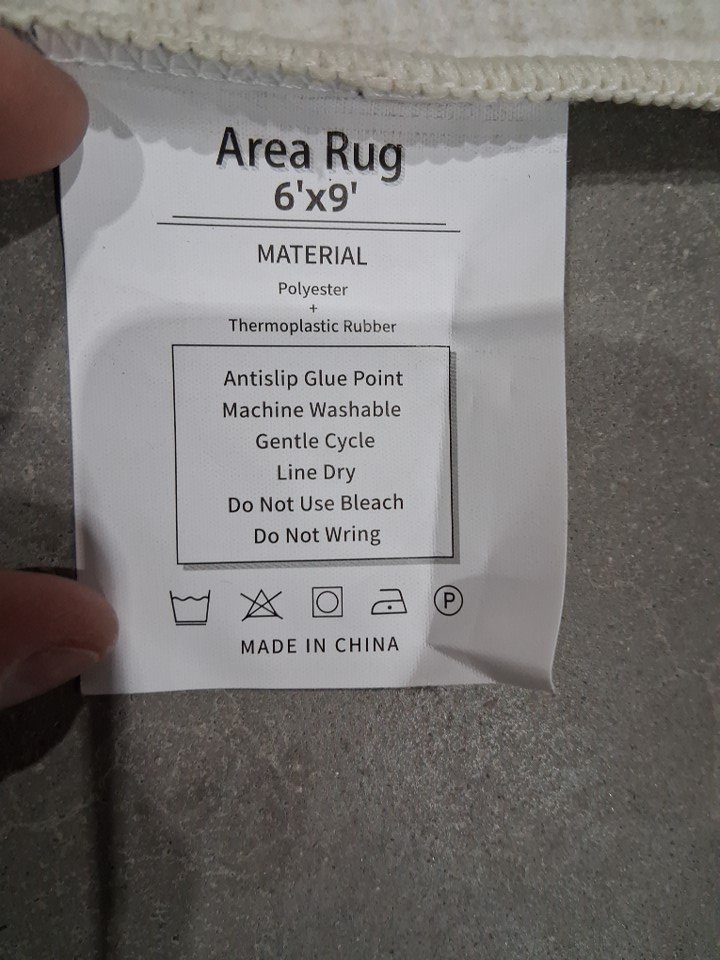 Area Rug
6'x9'
MATERIAL
Polyester
+
Thermoplastic Rubber
Antislip Glue Point
Machine Washable
Gentle Cycle
Line Dry
Do Not Use Bleach
Do Not Wring
P
MADE IN CHINA